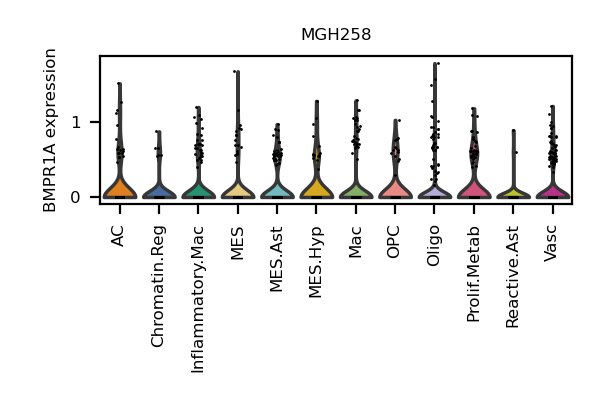 MGH258
BMPR1A expression
1
0
AC
Chromatin.Reg
Inflammatory.Mac
MES
MES.Ast
MES.Hyp
Mac
OPC
Oligo
Prolif.Metab
Reactive.Ast
Vasc